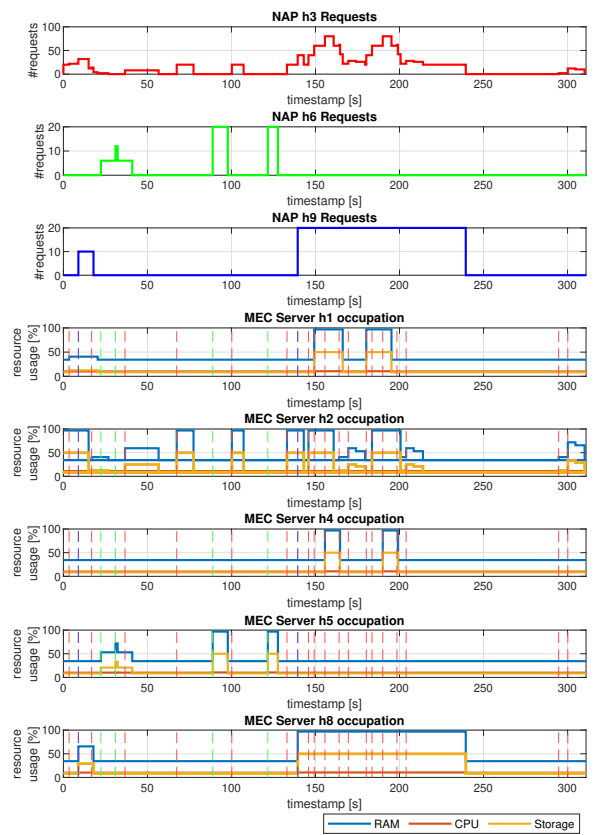 NAP h3 Requests
#requests
100
50
0
0 50 100 150 200 250 300
timestamp [s]
NAP h6 Requests
#requests
20
10
0
0 50 100 150 200 250 300
timestamp [s]
NAP h9 Requests
#requests
20
10
0
0 50 100 150 200 250 300
timestamp [s]
MEC Server h1 occupation
resource
usage [%]
100
50
0
0 50 100 150 200 250 300
timestamp [s]
MEC Server h2 occupation
resource
usage [%]
100
50
0
0 50 100 150 200 250 300
timestamp [s]
MEC Server h4 occupation
resource
usage [%]
100
50
0
0 50 100 150 200 250 300
timestamp [s]
MEC Server h5 occupation
resource
usage [%]
100
50
0
0 50 100 150 200 250 300
timestamp [s]
MEC Server h8 occupation
resource
usage [%]
100
50
0
0 50 100 150 200 250 300
timestamp [s]
RAM CPU Storage